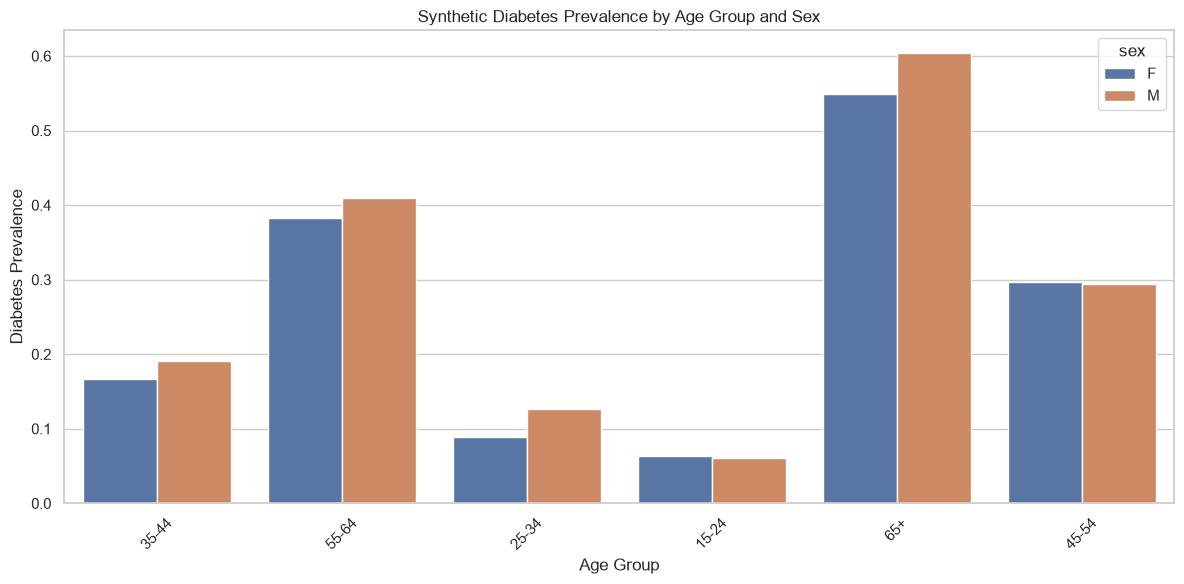 Synthetic Diabetes Prevalence by Age Group and Sex
sex
F
M
Diabetes Prevalence
0.6
0.5
0.4
0.3
0.2
0.1
0.0
35-44
55-64
25-34
15-24
65+
45-54
Age Group